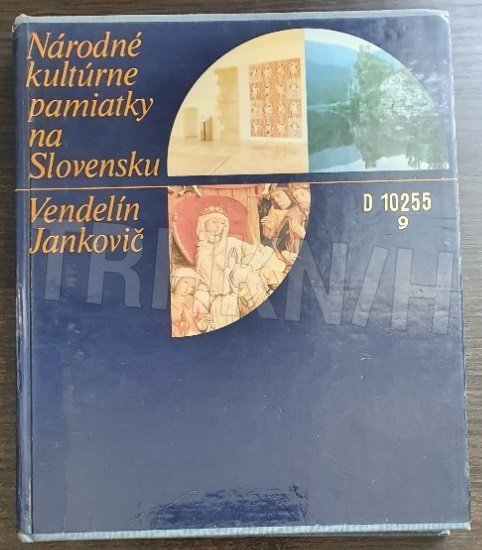 Národné
kultúrne
pamiatky
na
Slovensku
Vendelín
Jankovič
D 10255
9